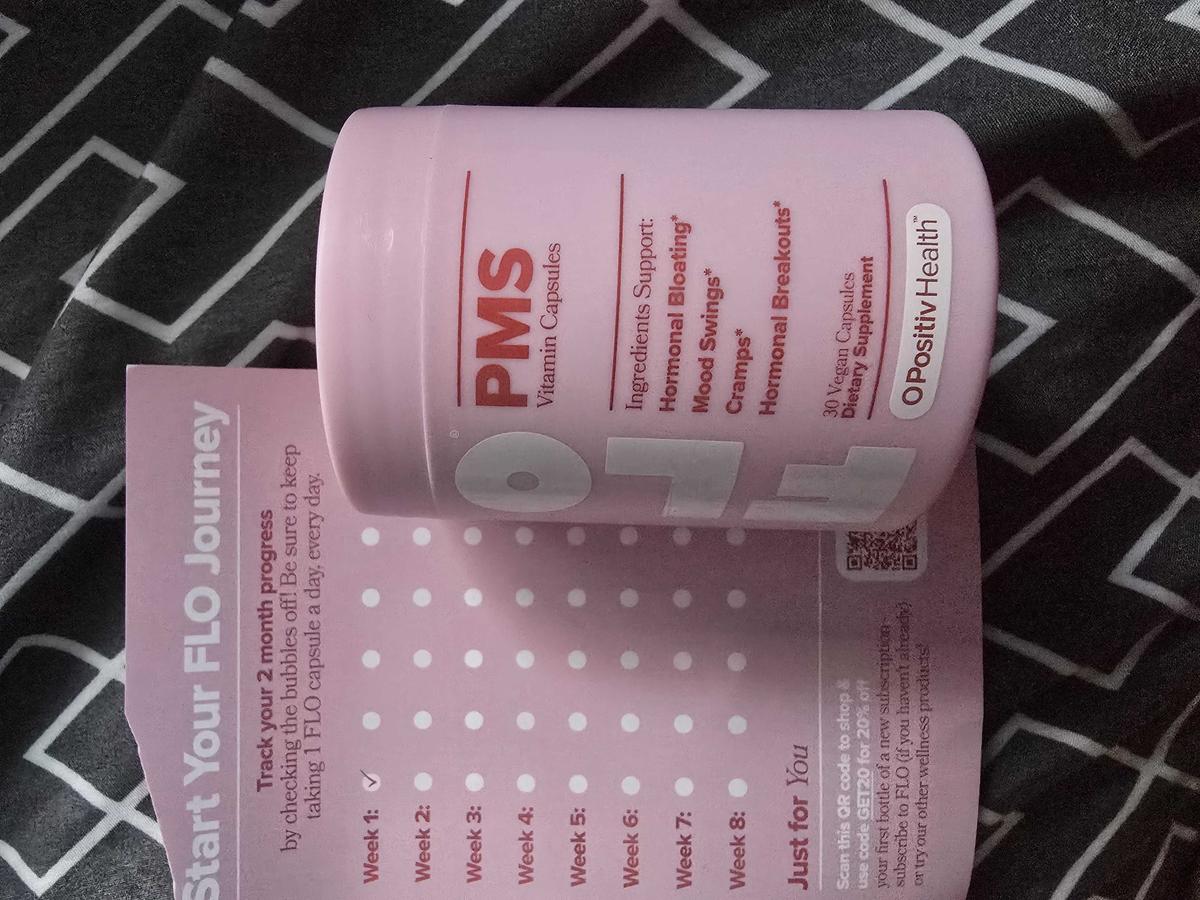 Start Your FLO Journey
Track your 2 month progress
by checking the bubbles off! Be sure to keep
taking 1 FLO capsule a day, every day.
Week 1: ✓
Week 2:
Week 3:
Week 4:
Week 5:
Week 6:
Week 7:
Week 8:
Just for You
Scan this QR code to shop &
use code GET20 for 20% off
your first bottle of a new subscription -
subscribe to FLO (if you haven't already)
or try our other wellness products!
FLO®
PMS
Vitamin Capsules
Ingredients Support:
Hormonal Bloating*
Mood Swings*
Cramps*
Hormonal Breakouts*
30 Vegan Capsules
Dietary Supplement
OPositivHealth™